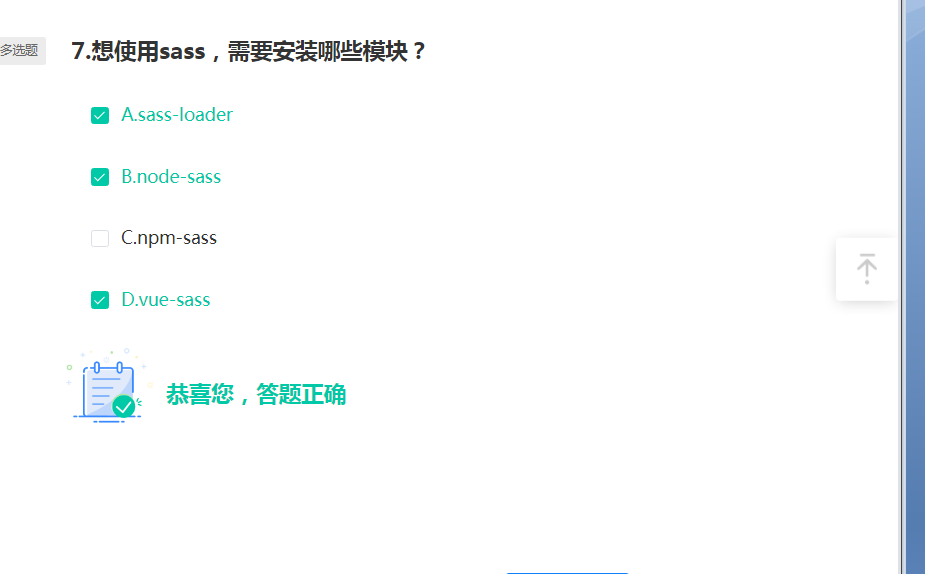 多选题
7.想使用sass，需要安装哪些模块？
A.sass-loader
B.node-sass
C.npm-sass
D.vue-sass
恭喜您，答题正确